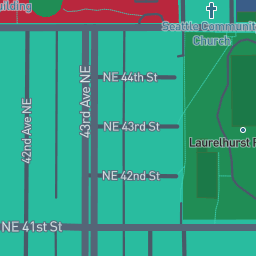 uilding
Seattle Communit
Church
NE 44th St
43rd Ave NE
42nd Ave NE
NE 43rd St
Laurelhurst P
NE 42nd St
NE 41st St